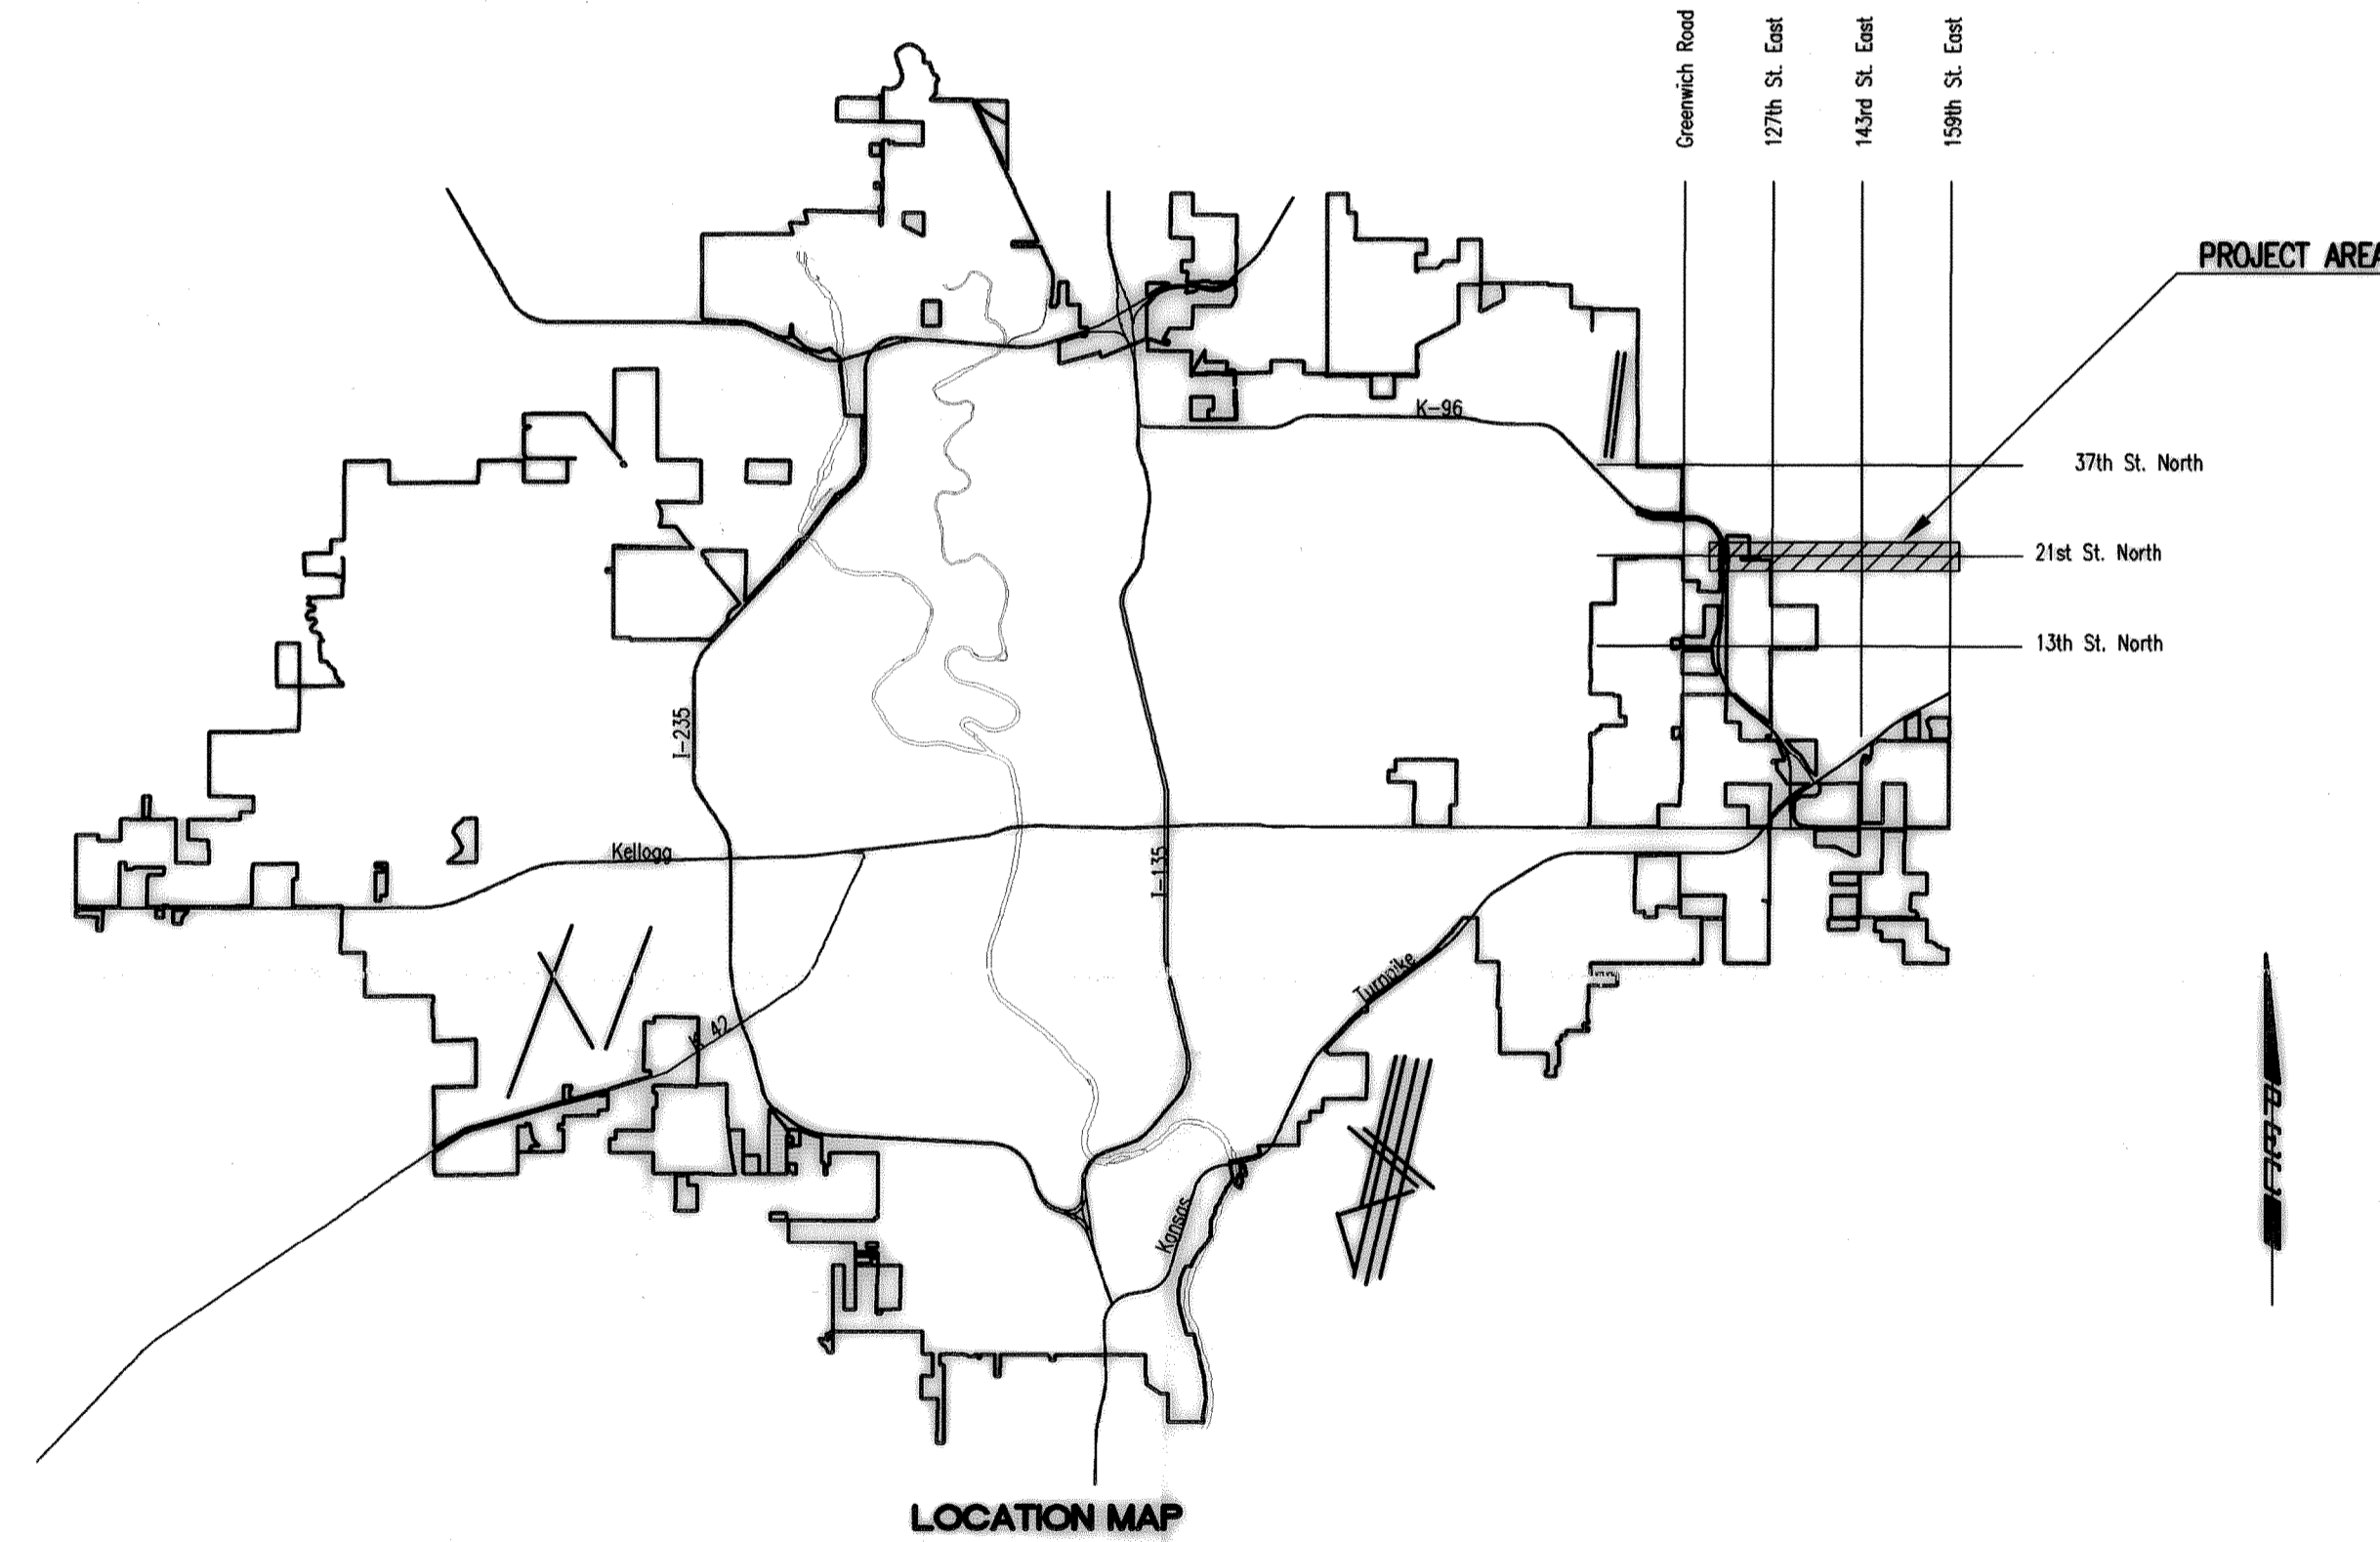 Greenwich Road
127th St. East
143rd St. East
159th St. East
PROJECT AREA
K-96
37th St. North
21st St. North
13th St. North
I-235
Kellogg
I-135
Turnpike
K 42
Kansas
LOCATION MAP